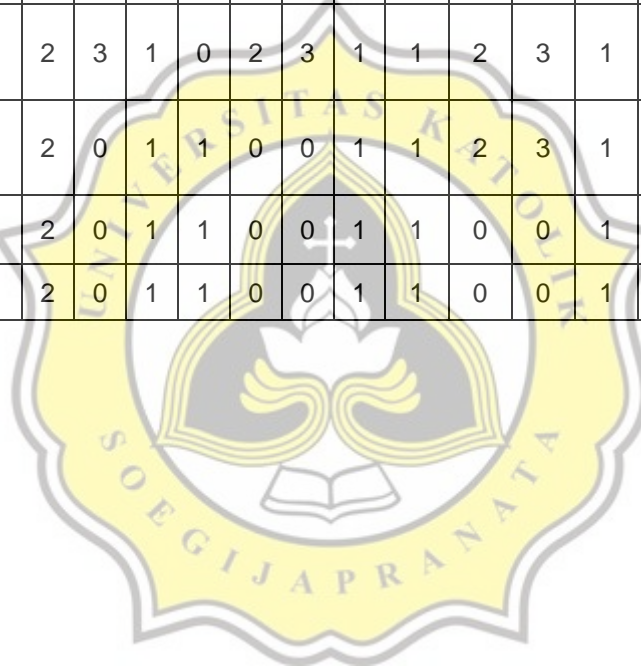 2 3 1 0 2 3 1 1 2 3 1
2 0 1 1 0 0 1 1 2 3 1
2 0 1 1 0 0 1 1 0 0 1
2 0 1 1 0 0 1 1 0 0 1
UNIVERSITAS KATOLIK
SOEGIJAPRANATA